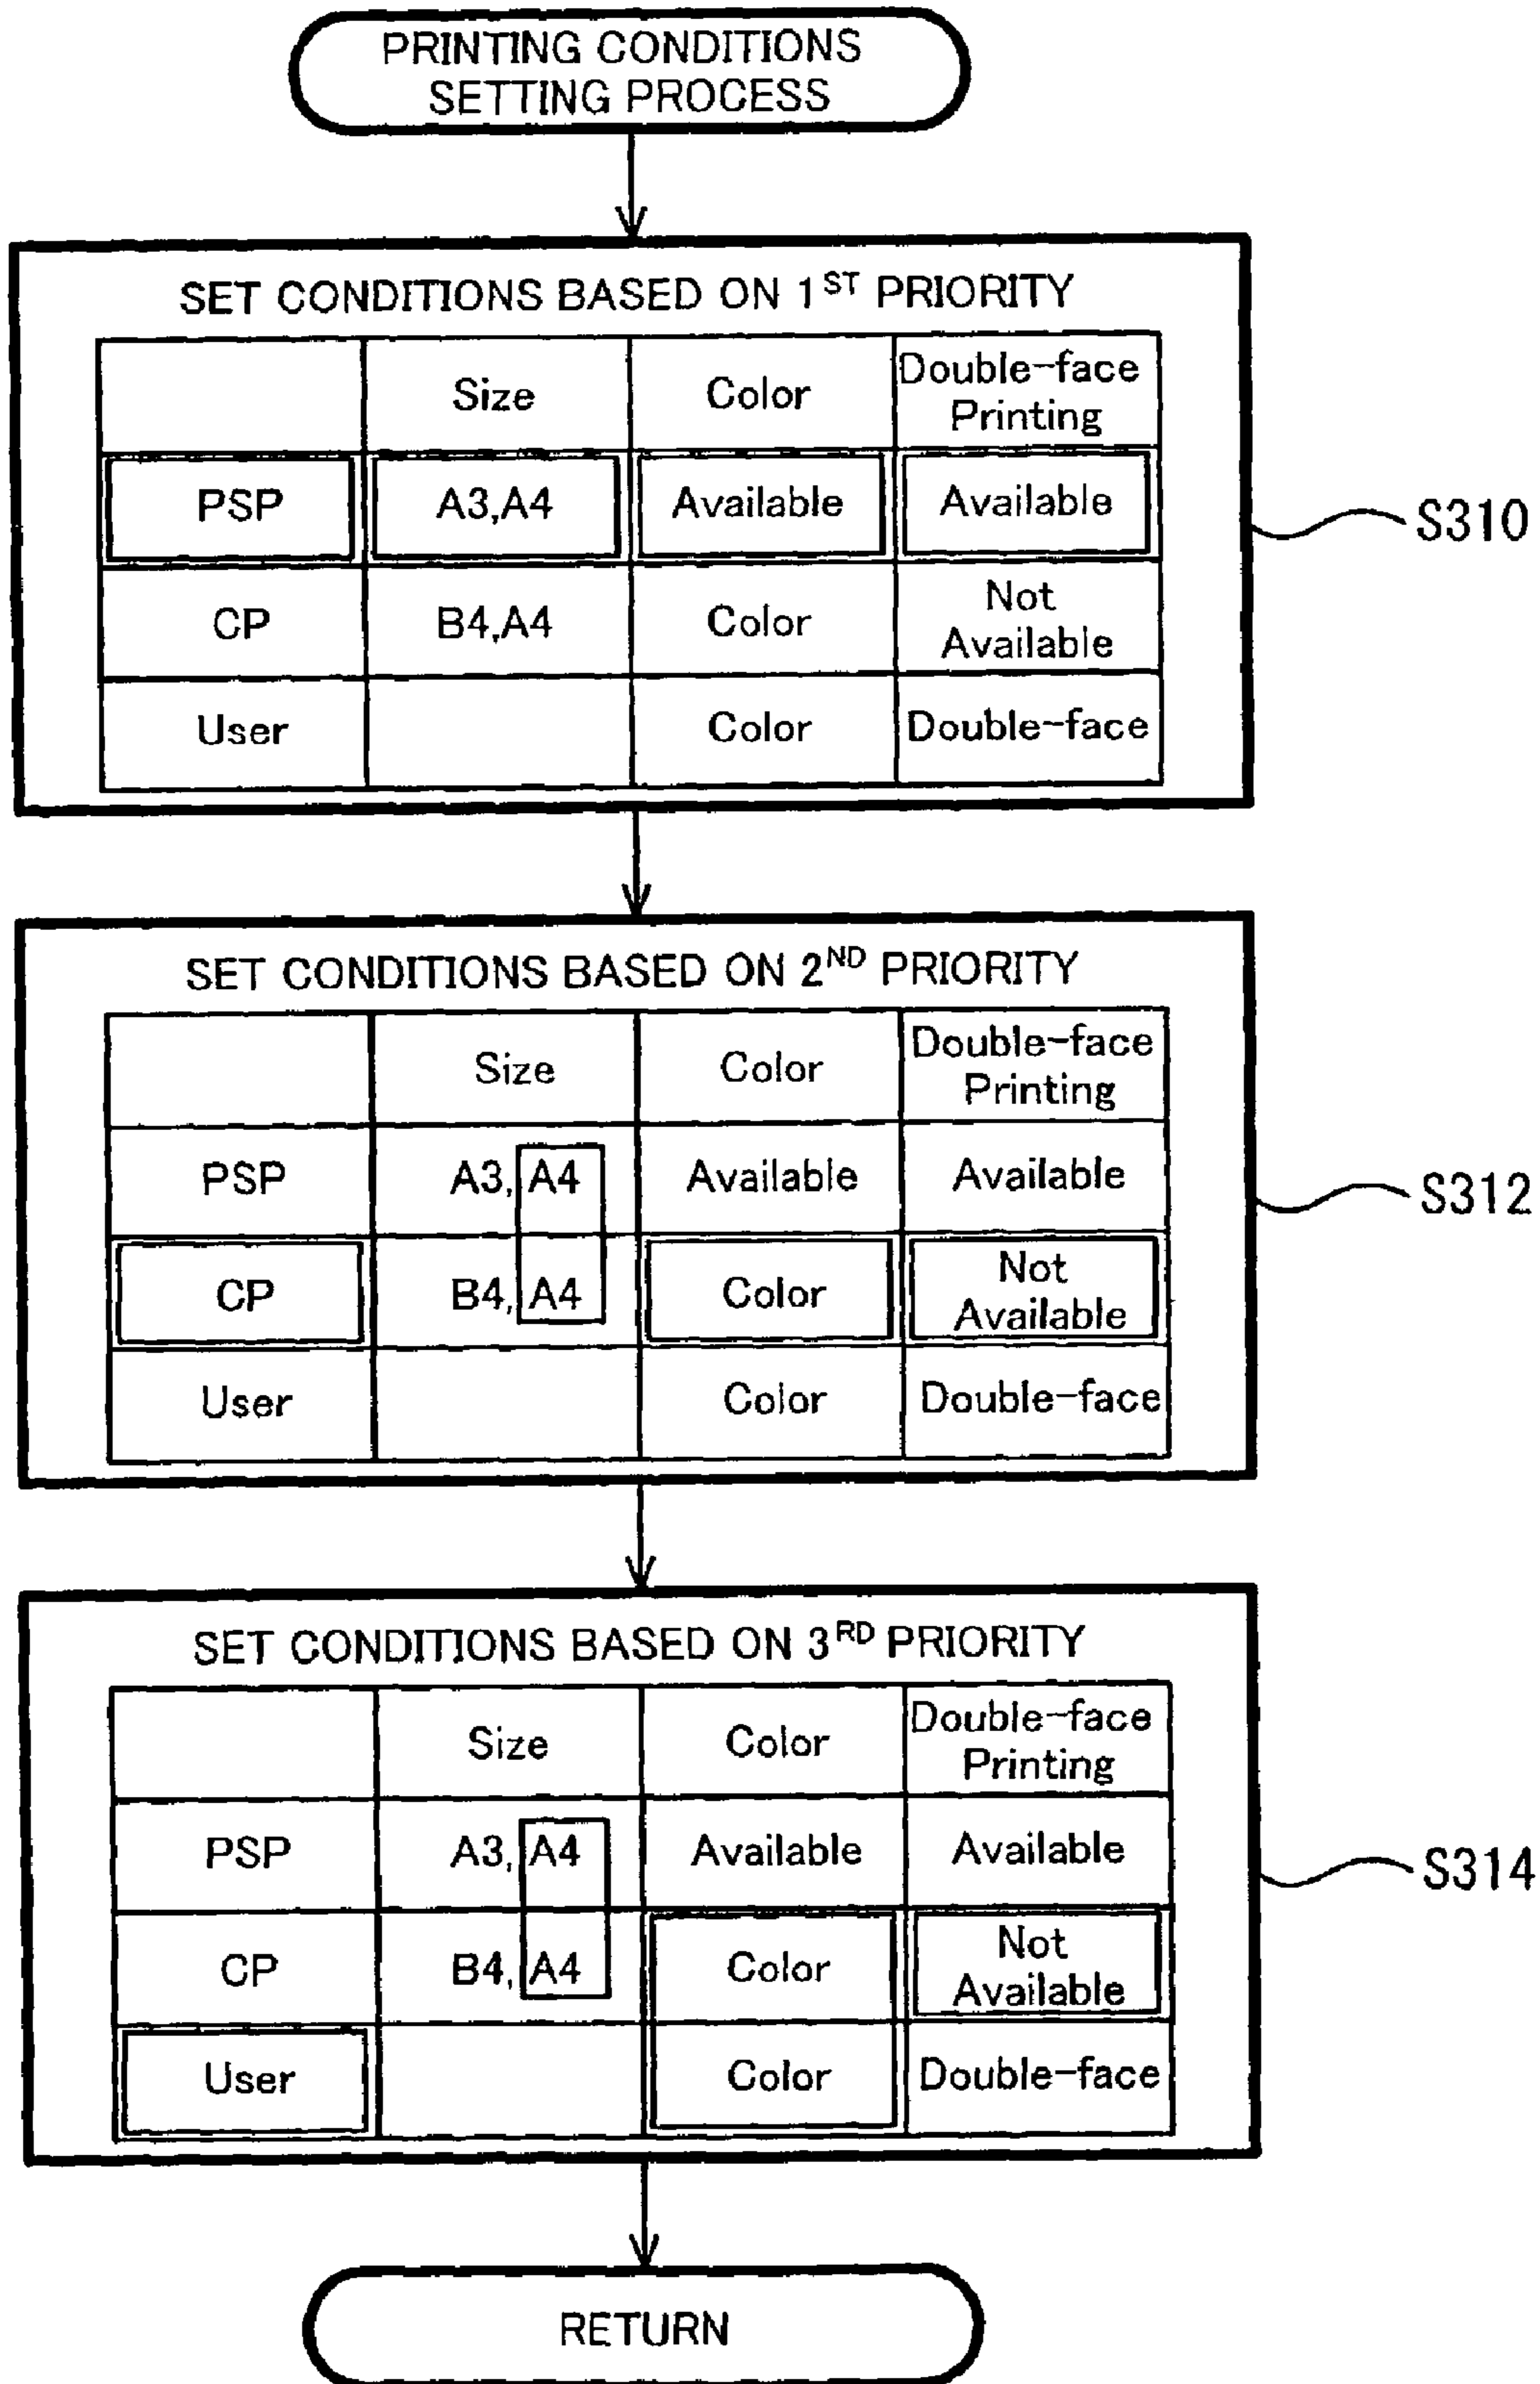 PRINTING CONDITIONS
SETTING PROCESS
SET CONDITIONS BASED ON 1ST PRIORITY
Size Color Double-face Printing
PSP A3,A4 Available Available
CP B4,A4 Color Not Available
User Color Double-face
S310
SET CONDITIONS BASED ON 2ND PRIORITY
Size Color Double-face Printing
PSP A3, A4 Available Available
CP B4, A4 Color Not Available
User Color Double-face
S312
SET CONDITIONS BASED ON 3RD PRIORITY
Size Color Double-face Printing
PSP A3, A4 Available Available
CP B4, A4 Color Not Available
User Color Double-face
S314
RETURN